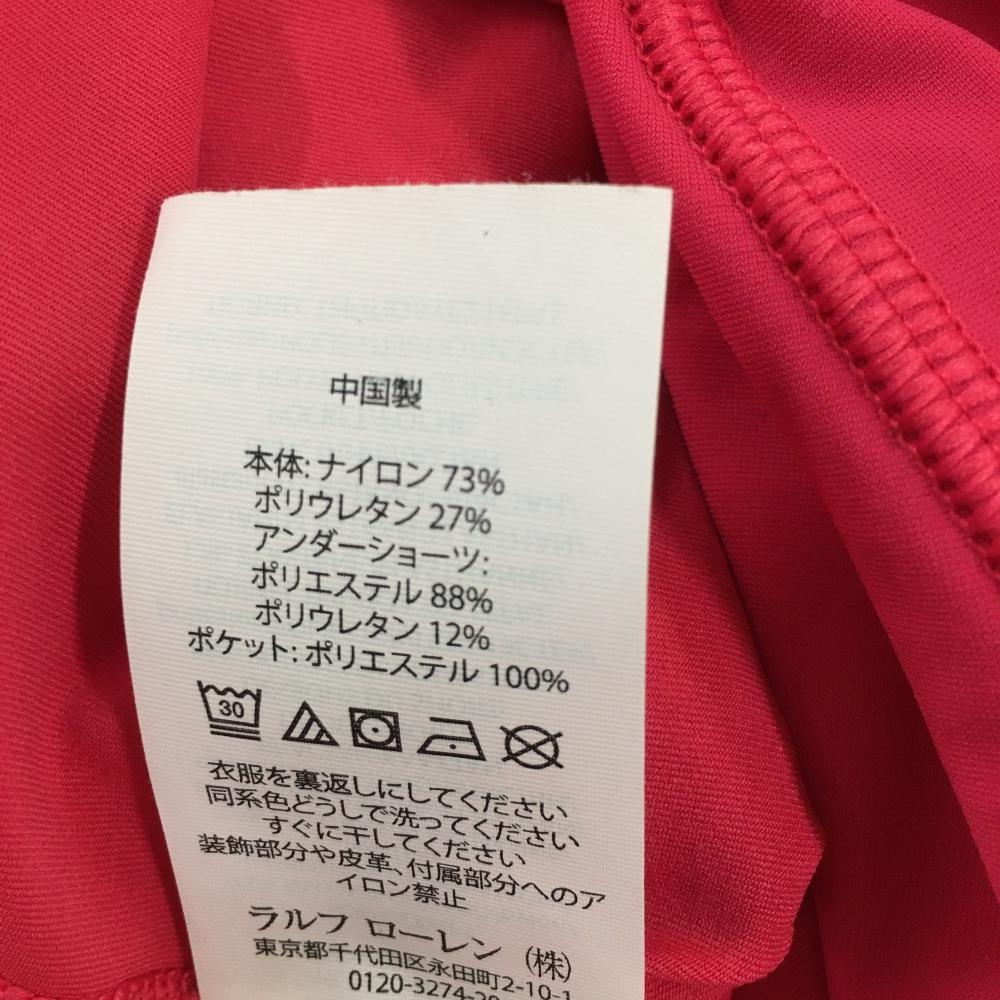 中国製
本体: ナイロン 73%
ポリウレタン 27%
アンダーショーツ:
ポリエステル 88%
ポリウレタン 12%
ポケット: ポリエステル 100%
30
衣服を裏返しにしてください
同系色どうしで洗ってください
すぐに干してください
装飾部分や皮革、付属部分へのア
イロン禁止
ラルフ ローレン (株)
東京都千代田区永田町2-10-1
0120-3274-20